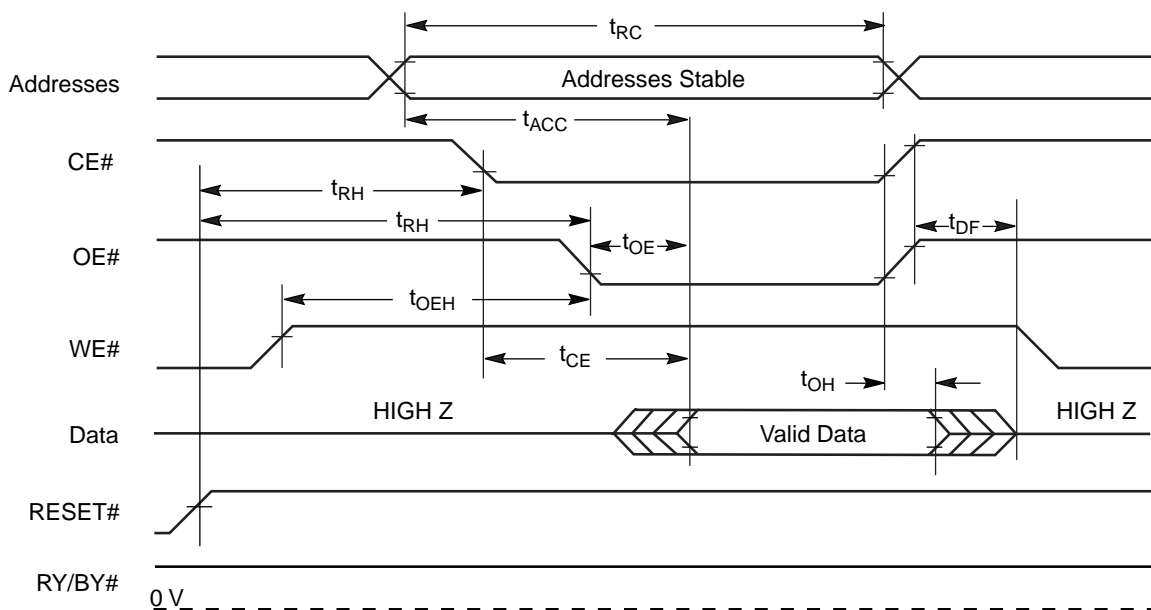 tRC
Addresses
Addresses Stable
tACC
CE#
tRH
tRH
tOE
tDF
OE#
tOEH
WE#
tCE
tOH
HIGH Z
HIGH Z
Data
Valid Data
RESET#
RY/BY#
0 V